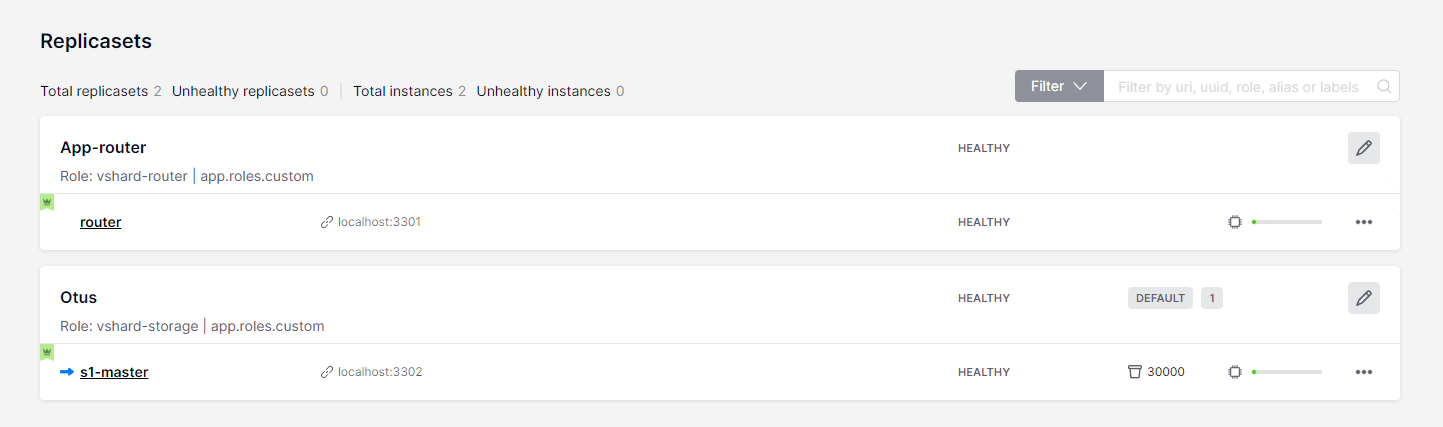 Replicasets
Total replicasets 2 Unhealthy replicasets 0 Total instances 2 Unhealthy instances 0 Filter Filter by uri, uuid, role, alias or labels
App-router HEALTHY
Role: vshard-router | app.roles.custom
router localhost:3301 HEALTHY
Otus HEALTHY DEFAULT 1
Role: vshard-storage | app.roles.custom
s1-master localhost:3302 HEALTHY 30000